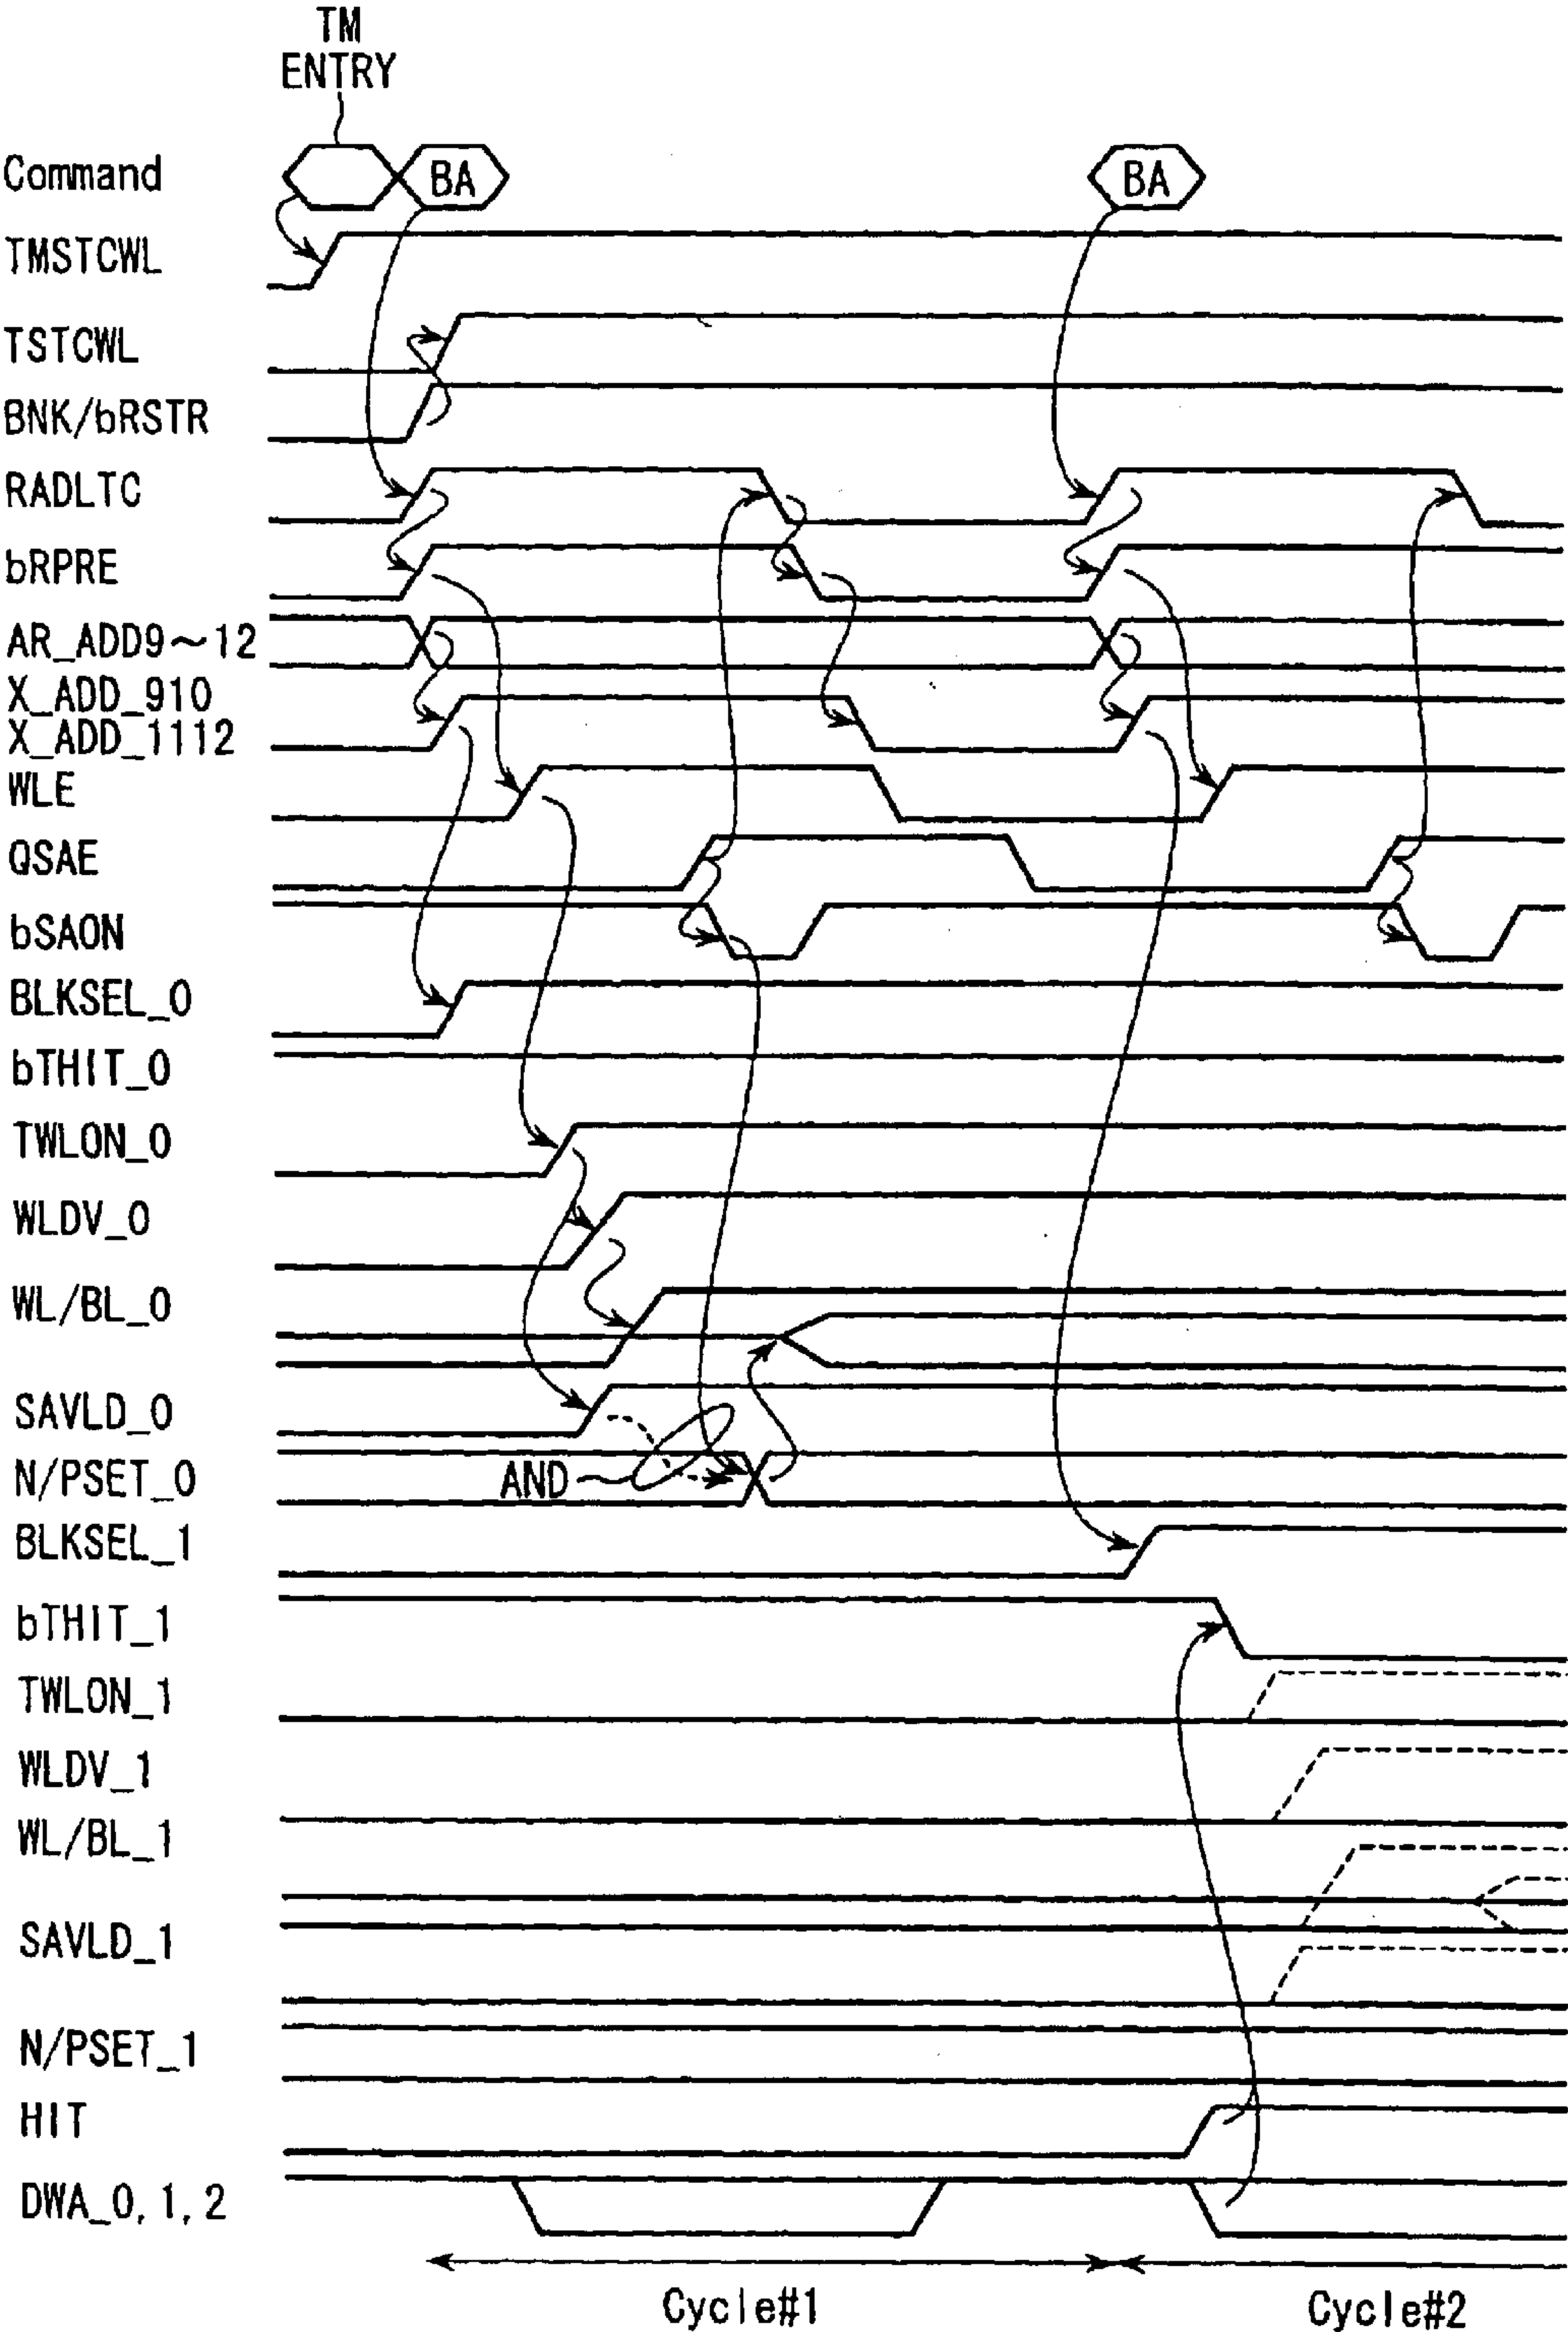 TM
ENTRY
Command BA BA
TMSTCWL
TSTCWL
BNK/bRSTR
RADLTC
bRPRE
AR_ADD9~12
X_ADD_910
X_ADD_1112
WLE
QSAE
bSAON
BLKSEL_0
bTHIT_0
TWLON_0
WLDV_0
WL/BL_0
SAVLD_0
N/PSET_0 AND
BLKSEL_1
bTHIT_1
TWLON_1
WLDV_1
WL/BL_1
SAVLD_1
N/PSET_1
HIT
DWA_0, 1, 2
Cycle#1 Cycle#2